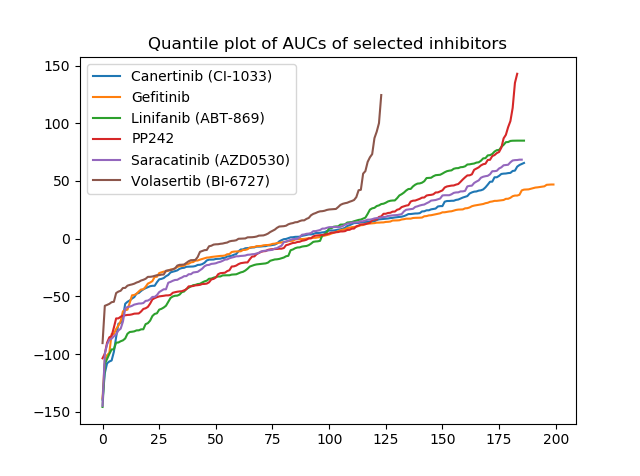 Quantile plot of AUCs of selected inhibitors
150
100
50
0
−50
−100
−150
Canertinib (CI-1033)
Gefitinib
Linifanib (ABT-869)
PP242
Saracatinib (AZD0530)
Volasertib (BI-6727)
0 25 50 75 100 125 150 175 200